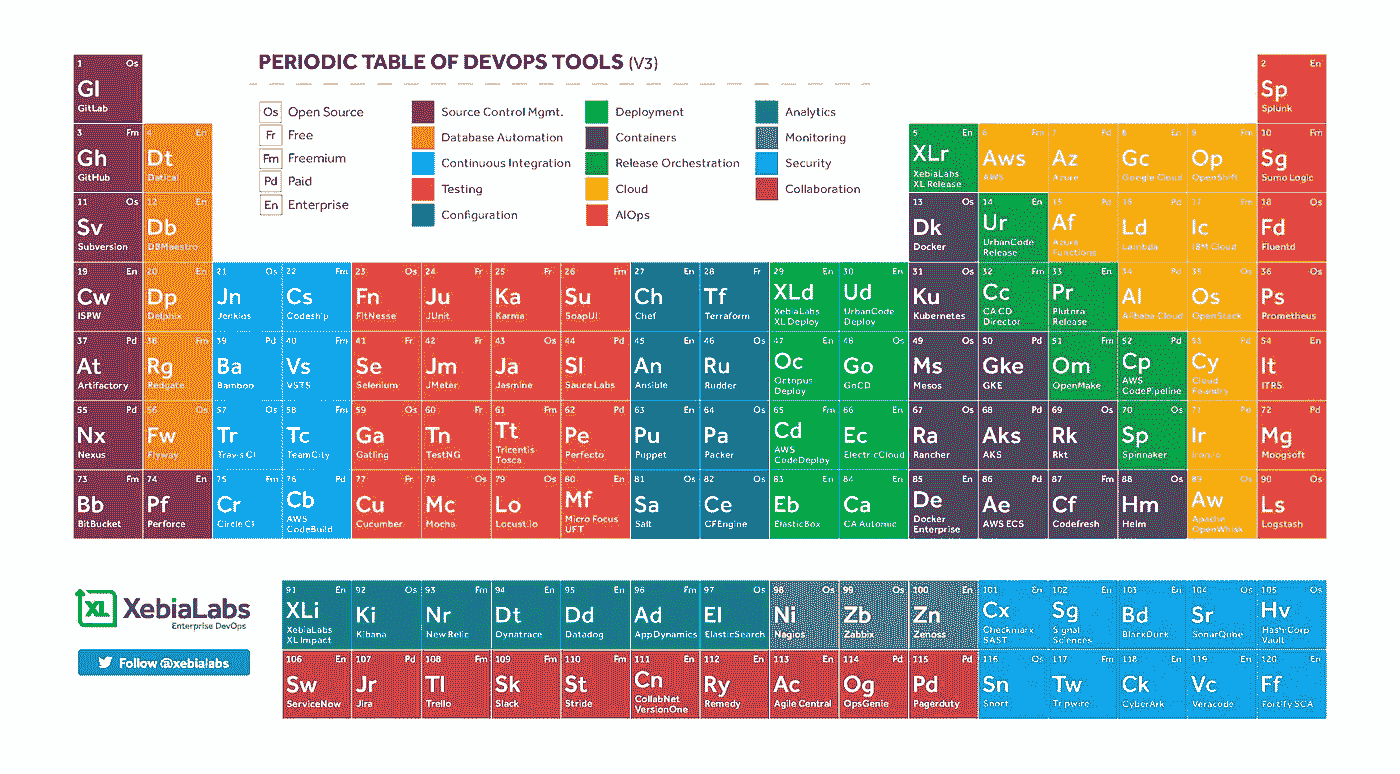 PERIODIC TABLE OF DEVOPS TOOLS (V3)
Os Open Source
Fr Free
Fm Freemium
Pd Paid
En Enterprise
Source Control Mgmt.
Database Automation
Continuous Integration
Testing
Configuration
Deployment
Containers
Release Orchestration
Cloud
AIOps
Analytics
Monitoring
Security
Collaboration
1 Os
Gl
GitLab
2 En
Sp
Splunk
3 Fm
Gh
GitHub
4 En
Dt
Datical
5 En
XLr
XebiaLabs
XL Release
6 En
Aws
AWS
7 Pd
Az
Azure
8 En
Gc
Google Cloud
9 Fm
Op
OpenShift
10 Fm
Sg
Sumo Logic
11 Os
Sv
Subversion
12 En
Db
DBMaestro
13 Os
Dk
Docker
14 En
Ur
UrbanCode
Release
15 Pd
Af
Azure
Functions
16
Ld
Lambda
17 Fm
Ic
IBM Cloud
18 Os
Fd
Fluentd
19 En
Cw
ISPW
20 En
Dp
Delphix
21 Os
Jn
Jenkins
22 Fm
Cs
Codeship
23 Os
Fn
FitNesse
24 Fr
Ju
JUnit
25 Fr
Ka
Karma
26 Fm
Su
SoapUI
27 En
Ch
Chef
28 Fr
Tf
Terraform
29 En
XLd
XebiaLabs
XL Deploy
30 En
Ud
UrbanCode
Deploy
31 Os
Ku
Kubernetes
32 Fm
Cc
CA CD
Director
33 En
Pr
Plutora
Release
34 Pd
Al
Alibaba Cloud
35 Os
Os
OpenStack
36 Os
Ps
Prometheus
37 Pd
At
Artifactory
38 En
Rg
Redgate
39 Pd
Ba
Bamboo
40 Fm
Vs
VSTS
41 Fr
Se
Selenium
42 Fr
Jm
JMeter
43 Os
Ja
Jasmine
44 Pd
Sl
Sauce Labs
45 En
An
Ansible
46 Os
Ru
Rudder
47 En
Oc
Octopus
Deploy
48 Os
Go
GoCD
49 Os
Ms
Mesos
50 Pd
Gke
GKE
51 Fm
Om
OpenMake
52 Pd
Cp
AWS
CodePipeline
53
Cy
Cloud
Foundry
54 En
It
ITRS
55 Pd
Nx
Nexus
56 Os
Fw
Flyway
57 Os
Tr
Travis CI
58 Fm
Tc
TeamCity
59 Os
Ga
Gatling
60 Fr
Tn
TestNG
61 Fm
Tt
Tricentis
Tosca
62 Pd
Pe
Perfecto
63 En
Pu
Puppet
64 Os
Pa
Packer
65 Fm
Cd
AWS
CodeDeploy
66 En
Ec
ElectricCloud
67 Os
Ra
Rancher
68 Pd
Aks
AKS
69 Os
Rk
Rkt
70 Os
Sp
Spinnaker
71 Pd
Ir
Iron.io
72 Pd
Mg
Moogsoft
73 Fm
Bb
BitBucket
74 En
Pf
Perforce
75 Fm
Cr
Circle CI
76 Pd
Cb
AWS
CodeBuild
77 Fr
Cu
Cucumber
78 Os
Mc
Mocha
79 Os
Lo
Locust.io
80 En
Mf
Micro Focus
UFT
81 Os
Sa
Salt
82 Os
Ce
CFEngine
83 En
Eb
ElasticBox
84 En
Ca
CA Automic
85 En
De
Docker
Enterprise
86 Pd
Ae
AWS ECS
87 Fm
Cf
Codefresh
88 Os
Hm
Helm
89 Os
Aw
Apache
OpenWhisk
90 Os
Ls
Logstash
XL XebiaLabs
Enterprise DevOps
Follow @xebialabs
91 En
XLi
XebiaLabs
XL Impact
92 Os
Ki
Kibana
93 Fm
Nr
New Relic
94 En
Dt
Dynatrace
95 En
Dd
Datadog
96 Fm
Ad
AppDynamics
97 En
El
ElasticSearch
98 Os
Ni
Nagios
99 Os
Zb
Zabbix
100 En
Zn
Zenoss
101 En
Cx
Checkmarx
SAST
102 En
Sg
Signal
Sciences
103 En
Bd
BlackDuck
104 Os
Sr
SonarQube
105 Os
Hv
HashiCorp
Vault
106 En
Sw
ServiceNow
107 Pd
Jr
Jira
108 Fm
Tl
Trello
109 Fm
Sk
Slack
110 Fm
St
Stride
111 En
Cn
CollabNet
VersionOne
112 En
Ry
Remedy
113 En
Ac
Agile Central
114 Pd
Og
OpsGenie
115 Pd
Pd
Pagerduty
116 Os
Sn
Snort
117 Fm
Tw
Tripwire
118 En
Ck
CyberArk
119 En
Vc
Veracode
120 En
Ff
Fortify SCA